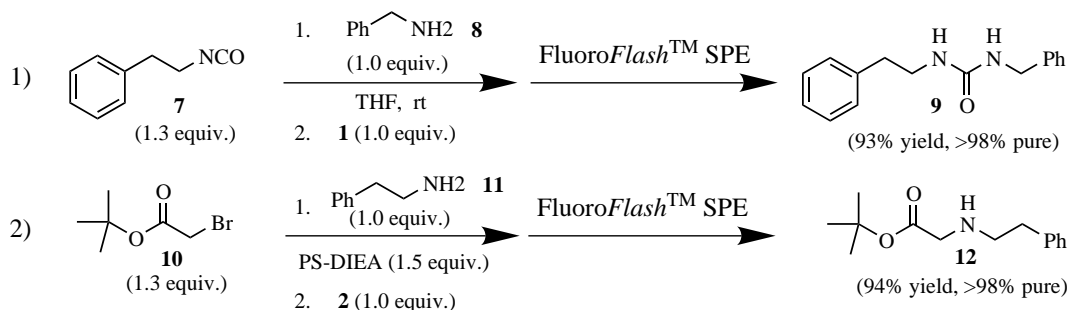 1)
NCO
7
(1.3 equiv.)
1. Ph NH2 8
(1.0 equiv.)
THF, rt
2. 1 (1.0 equiv.)
FluoroFlash™ SPE
H H
N N Ph
O
9
(93% yield, >98% pure)
2)
O
O Br
10
(1.3 equiv.)
1. Ph NH2 11
(1.0 equiv.)
PS-DIEA (1.5 equiv.)
2. 2 (1.0 equiv.)
FluoroFlash™ SPE
O H
O N Ph
12
(94% yield, >98% pure)